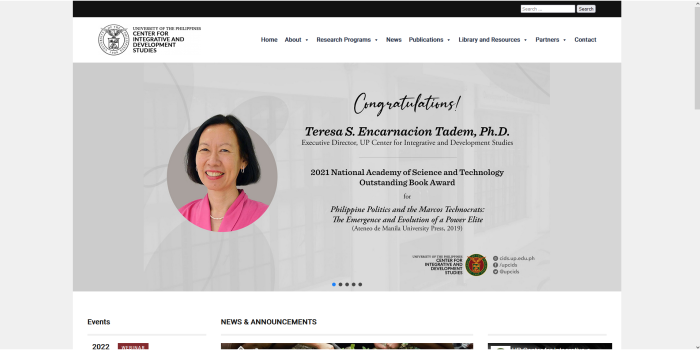 Search ...
Search
UNIVERSITY OF THE PHILIPPINES
CENTER FOR
INTEGRATIVE AND
DEVELOPMENT
STUDIES
Home About Research Programs News Publications Library and Resources Partners Contact
Congratulations!
Teresa S. Encarnacion Tadem, Ph.D.
Executive Director, UP Center for Integrative and Development Studies
2021 National Academy of Science and Technology
Outstanding Book Award
for
Philippine Politics and the Marcos Technocrats:
The Emergence and Evolution of a Power Elite
(Ateneo de Manila University Press, 2019)
UNIVERSITY OF THE PHILIPPINES
CENTER FOR
INTEGRATIVE AND
DEVELOPMENT
STUDIES
cids.up.edu.ph
/upcids
@upcids
Events
NEWS & ANNOUNCEMENTS
2022
WEBINAR